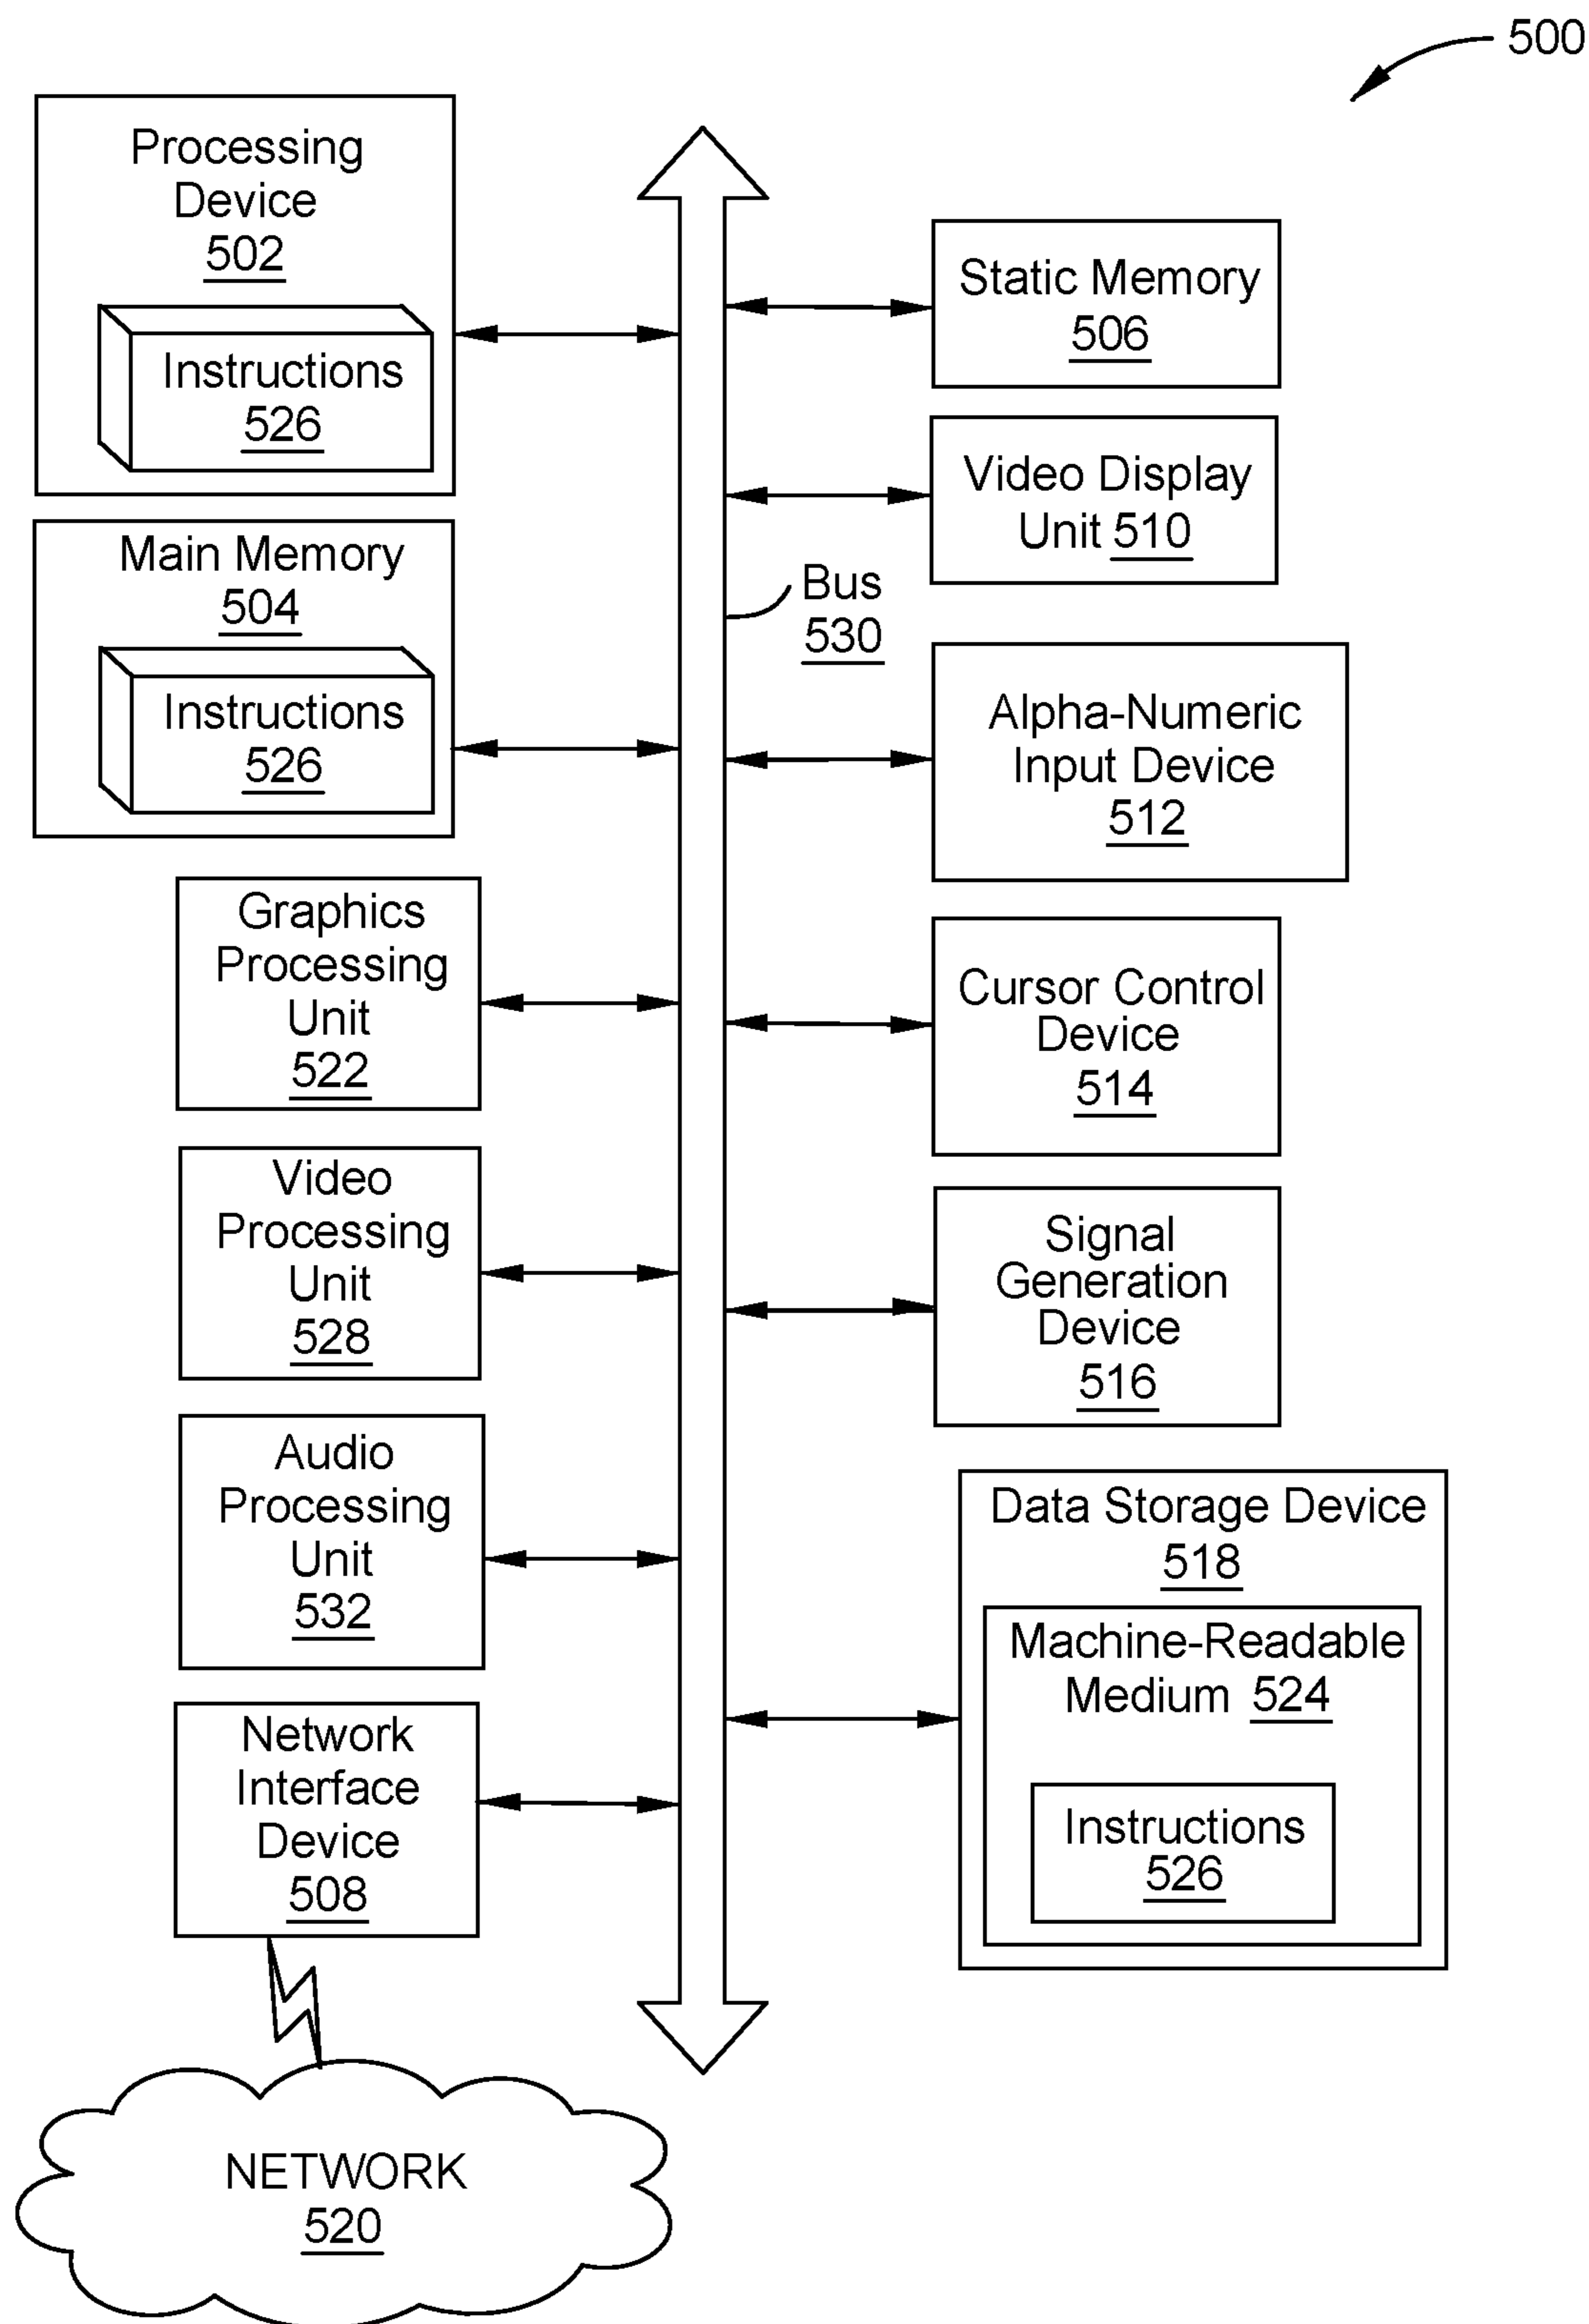 500
Processing
Device
502
Instructions
526
Main Memory
504
Instructions
526
Graphics
Processing
Unit
522
Video
Processing
Unit
528
Audio
Processing
Unit
532
Network
Interface
Device
508
NETWORK
520
Bus
530
Static Memory
506
Video Display
Unit 510
Alpha-Numeric
Input Device
512
Cursor Control
Device
514
Signal
Generation
Device
516
Data Storage Device
518
Machine-Readable
Medium 524
Instructions
526